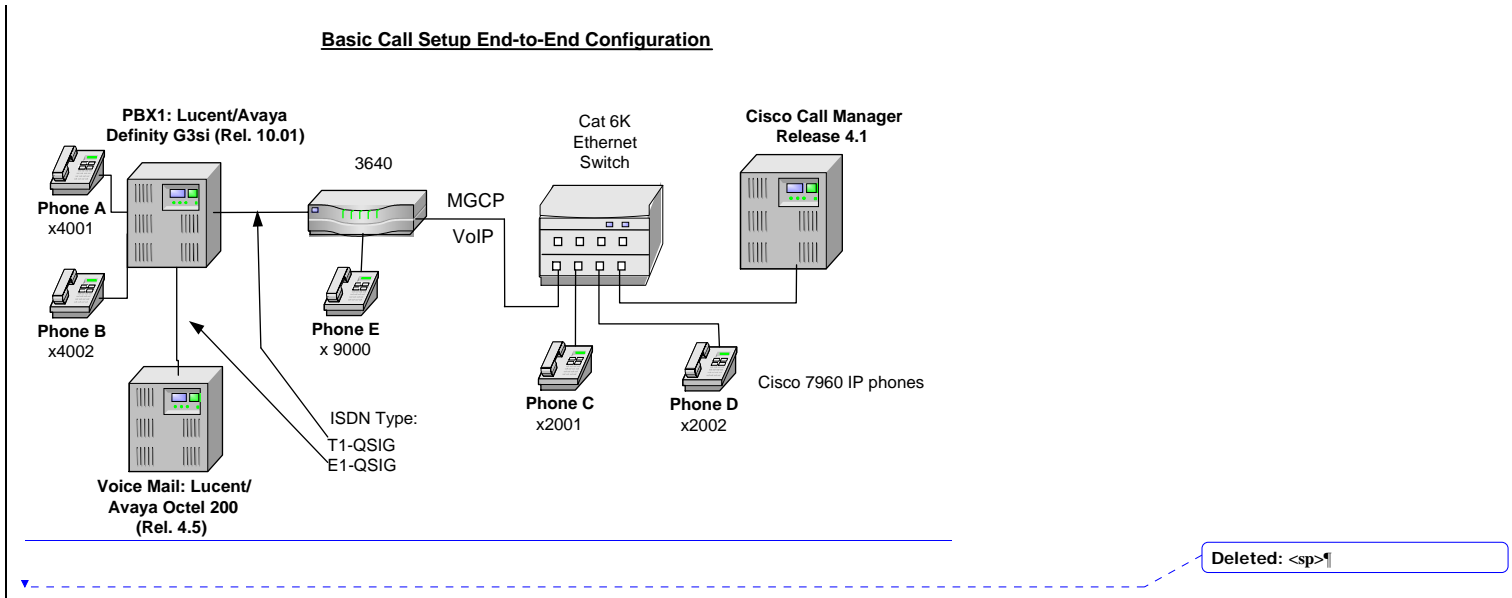 Basic Call Setup End-to-End Configuration
PBX1: Lucent/Avaya
Definity G3si (Rel. 10.01)
Phone A
x4001
Phone B
x4002
3640
MGCP
VoIP
Phone E
x 9000
Cat 6K
Ethernet
Switch
Cisco Call Manager
Release 4.1
Phone C
x2001
Phone D
x2002
Cisco 7960 IP phones
ISDN Type:
T1-QSIG
E1-QSIG
Voice Mail: Lucent/
Avaya Octel 200
(Rel. 4.5)
Deleted: <sp>¶